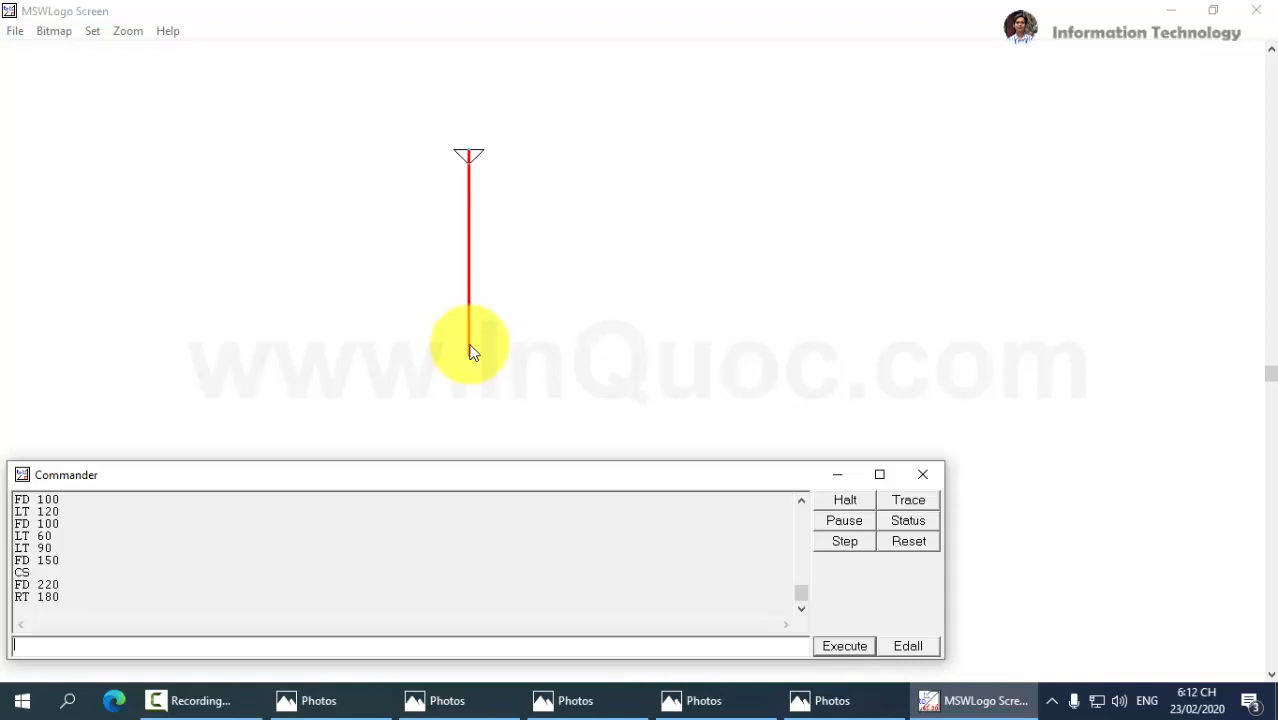 MSWLogo Screen
File Bitmap Set Zoom Help
Information Technology
www.InQuoc.com
Commander
FD 100
LT 120
FD 100
LT 60
LT 90
FD 150
CS
FD 220
RT 180
Halt Trace
Pause Status
Step Reset
Execute Edall
Recording...
Photos
Photos
Photos
Photos
Photos
MSWLogo Scre...
ENG
6:12 CH
23/02/2020
3